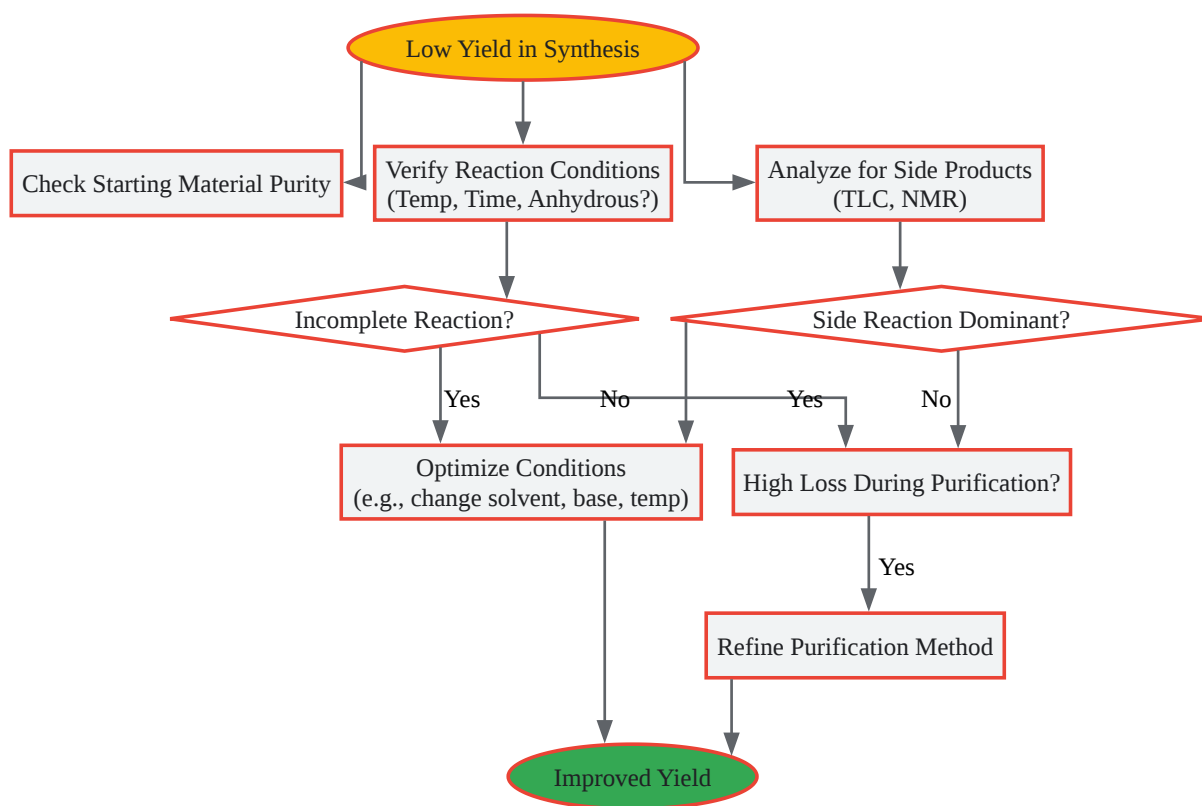 Low Yield in Synthesis
Check Starting Material Purity
Verify Reaction Conditions
(Temp, Time, Anhydrous?)
Analyze for Side Products
(TLC, NMR)
Incomplete Reaction?
Side Reaction Dominant?
Yes
No
Yes
No
Optimize Conditions
(e.g., change solvent, base, temp)
High Loss During Purification?
Yes
Refine Purification Method
Improved Yield